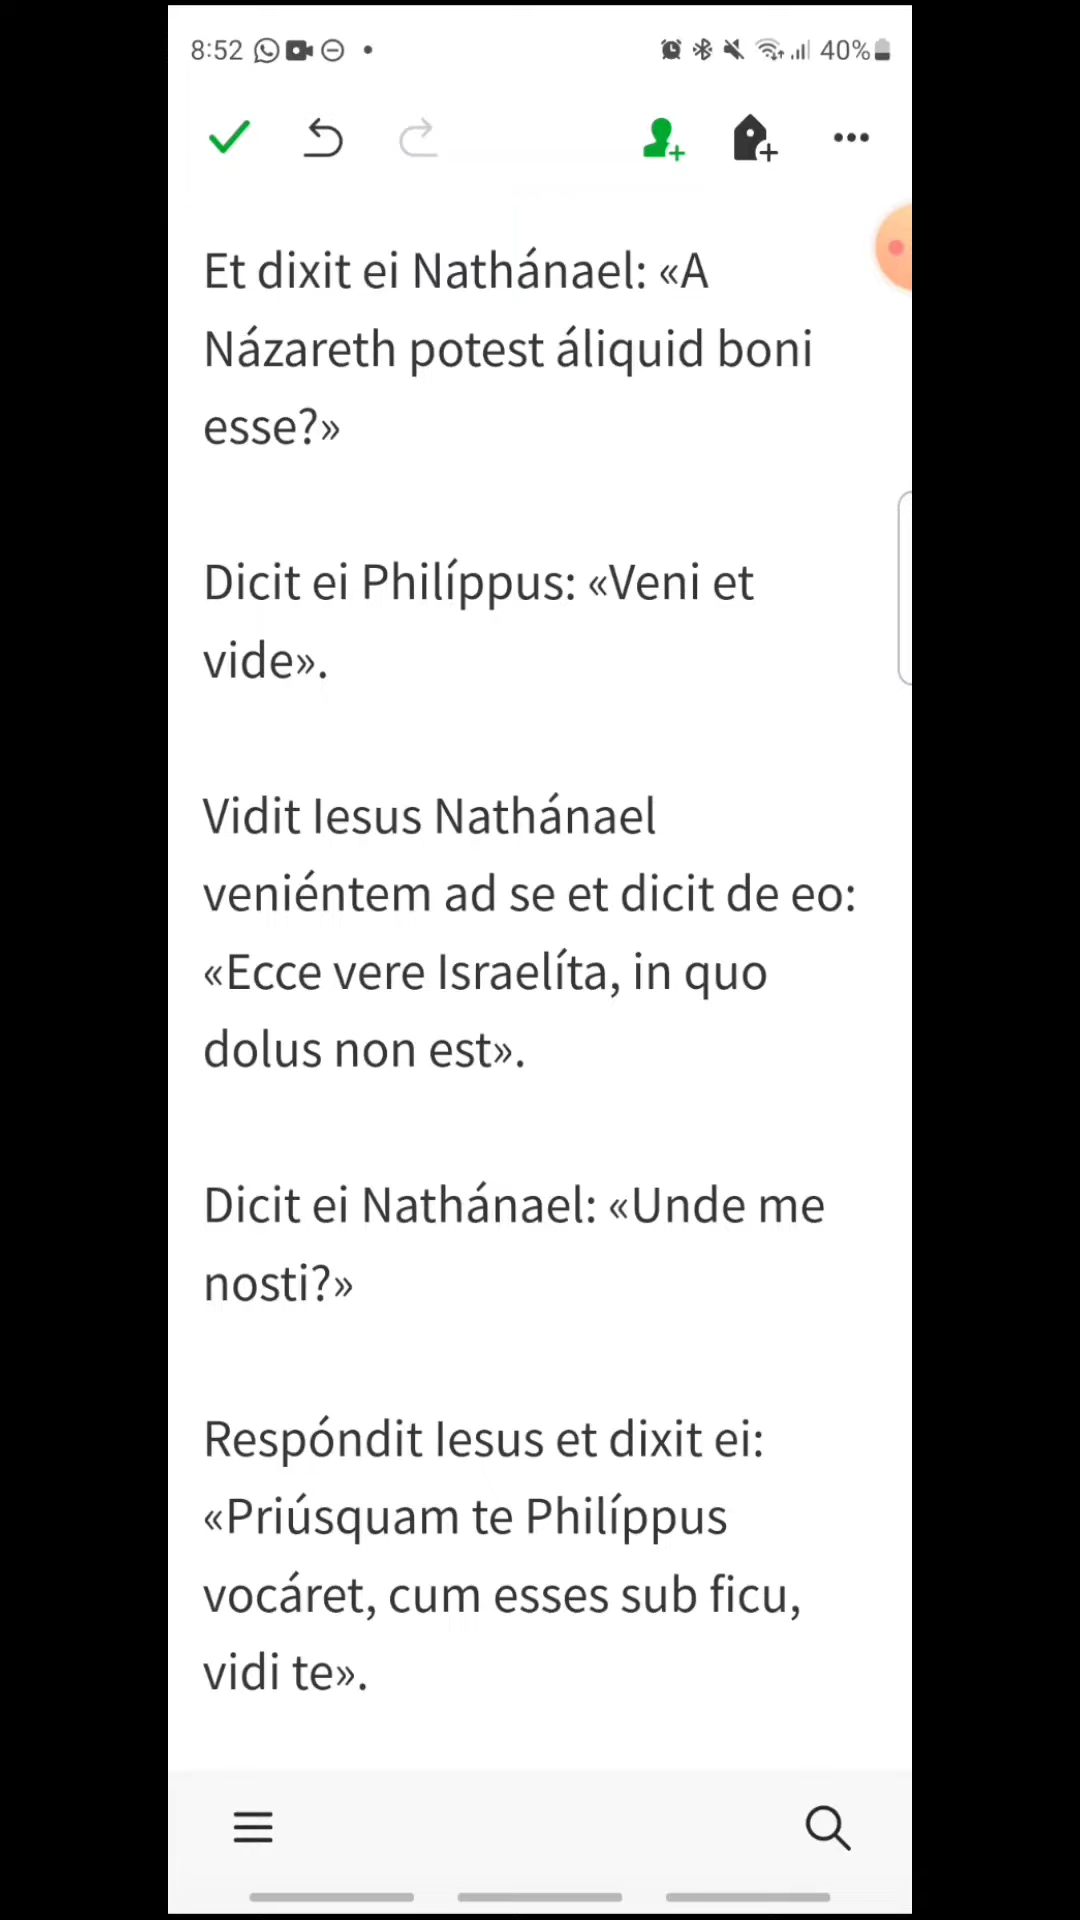 8:52
40%
Et dixit ei Nathánael: «A
Názareth potest áliquid boni
esse?»
Dicit ei Philíppus: «Veni et
vide».
Vidit Iesus Nathánael
veniéntem ad se et dicit de eo:
«Ecce vere Israelíta, in quo
dolus non est».
Dicit ei Nathánael: «Unde me
nosti?»
Respóndit Iesus et dixit ei:
«Priúsquam te Philíppus
vocáret, cum esses sub ficu,
vidi te».